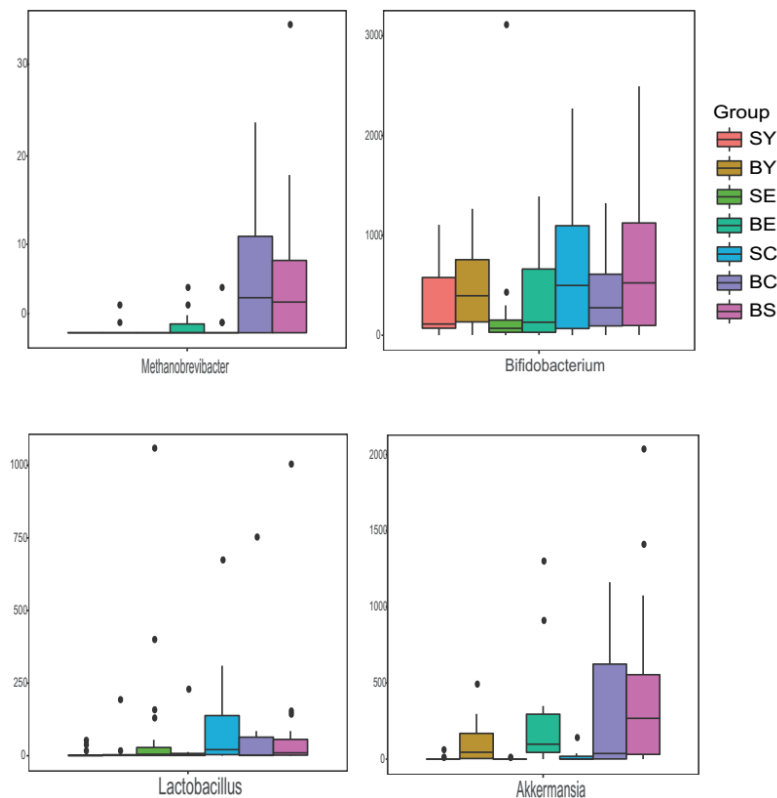 30
20
10
0
Methanobrevibacter
3000
2000
1000
0
Bifidobacterium
Group
SY
BY
SE
BE
SC
BC
BS
1000
750
500
250
0
Lactobacillus
2000
1500
1000
500
0
Akkermansia